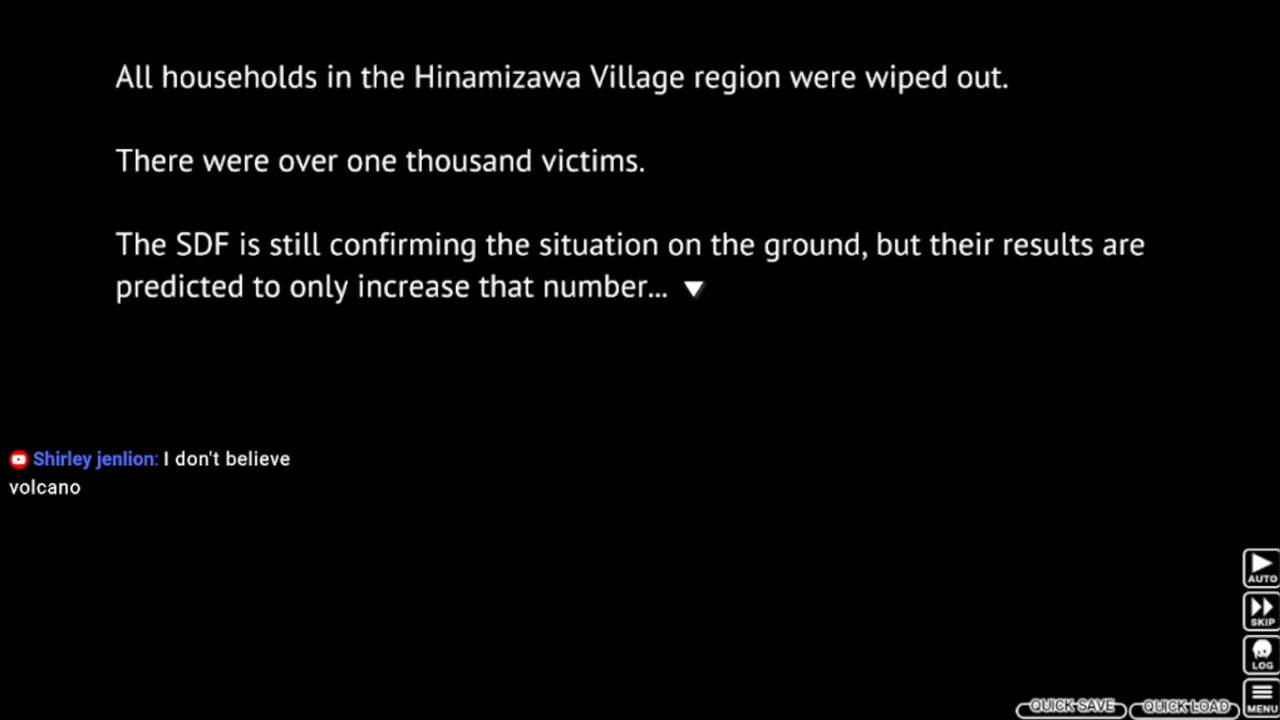 All households in the Hinamizawa Village region were wiped out.
There were over one thousand victims.
The SDF is still confirming the situation on the ground, but their results are
predicted to only increase that number...
Shirley jenlion: I don't believe
volcano
AUTO
SKIP
LOG
MENU
QUICK SAVE QUICK LOAD